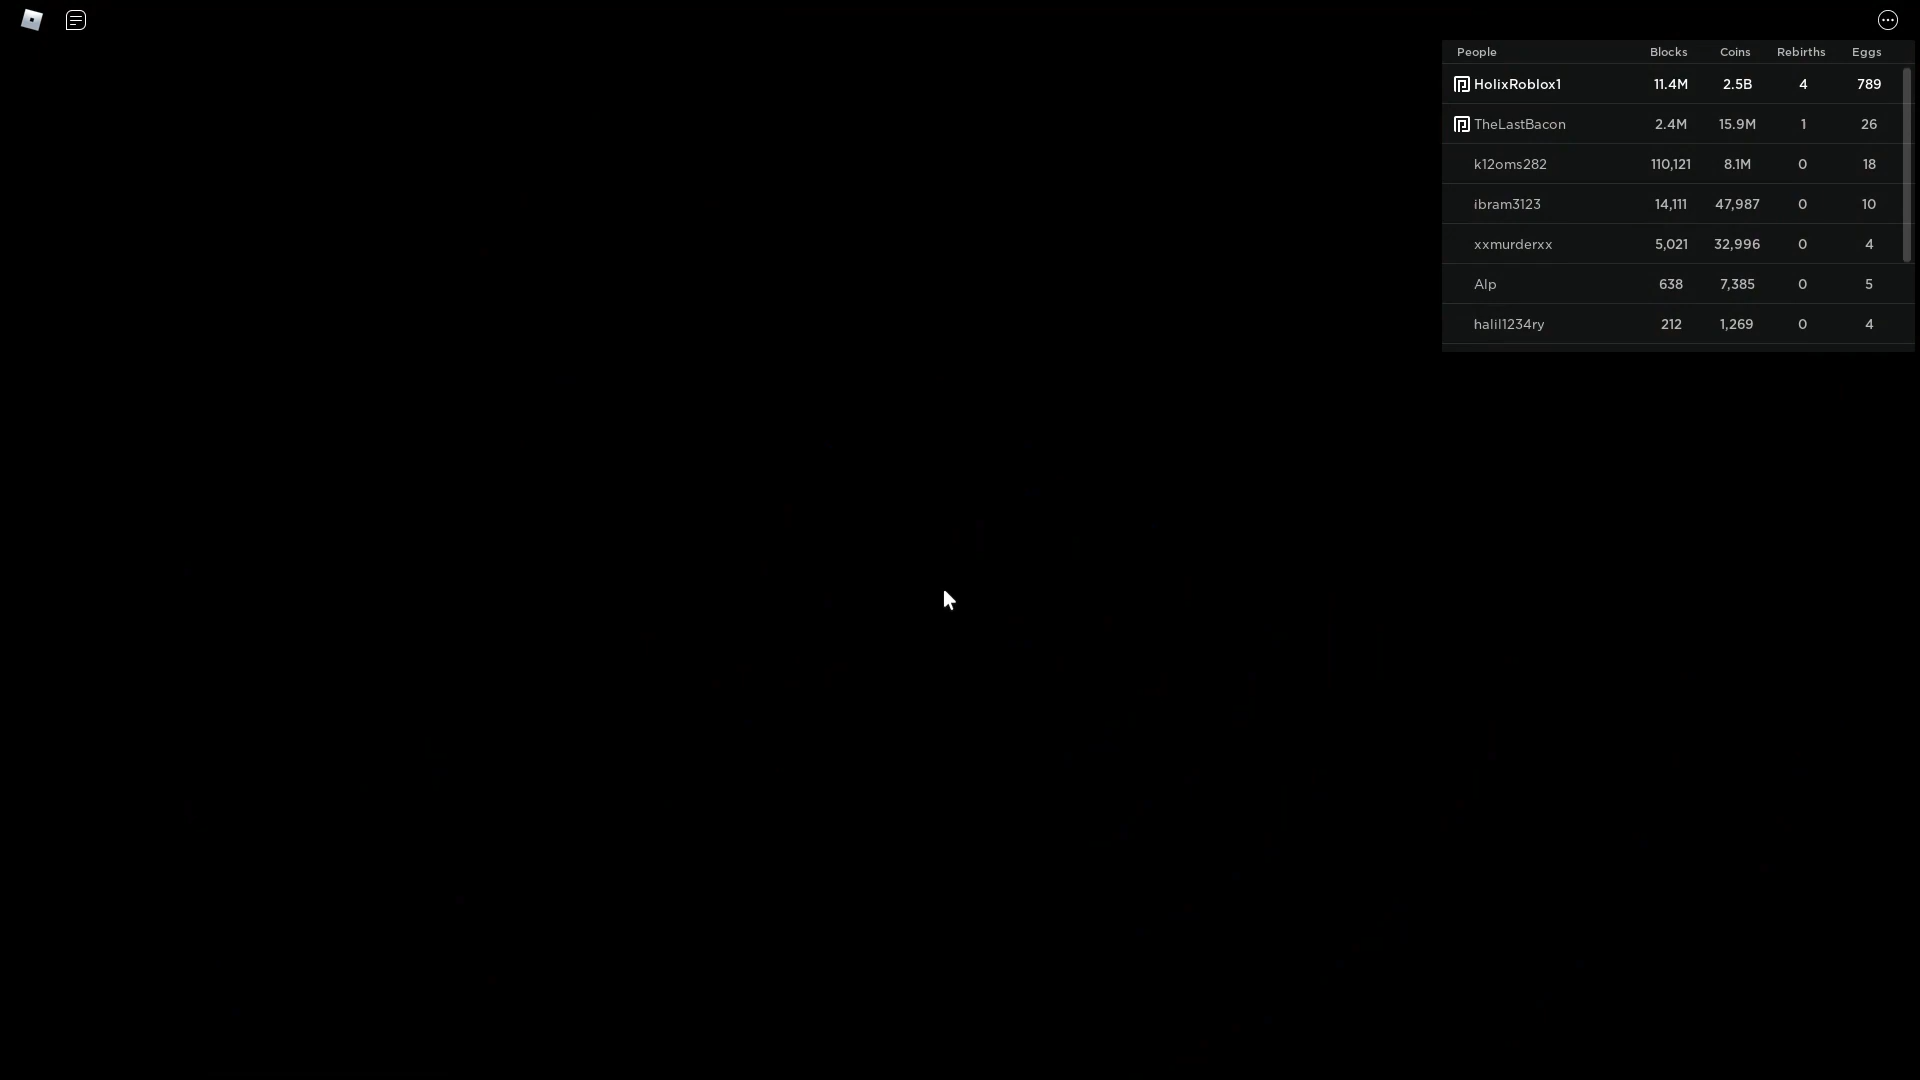 People Blocks Coins Rebirths Eggs
HolixRoblox1 11.4M 2.5B 4 789
TheLastBacon 2.4M 15.9M 1 26
k12oms282 110,121 8.1M 0 18
ibram3123 14,111 47,987 0 10
xxmurderxx 5,021 32,996 0 4
Alp 638 7,385 0 5
halil1234ry 212 1,269 0 4